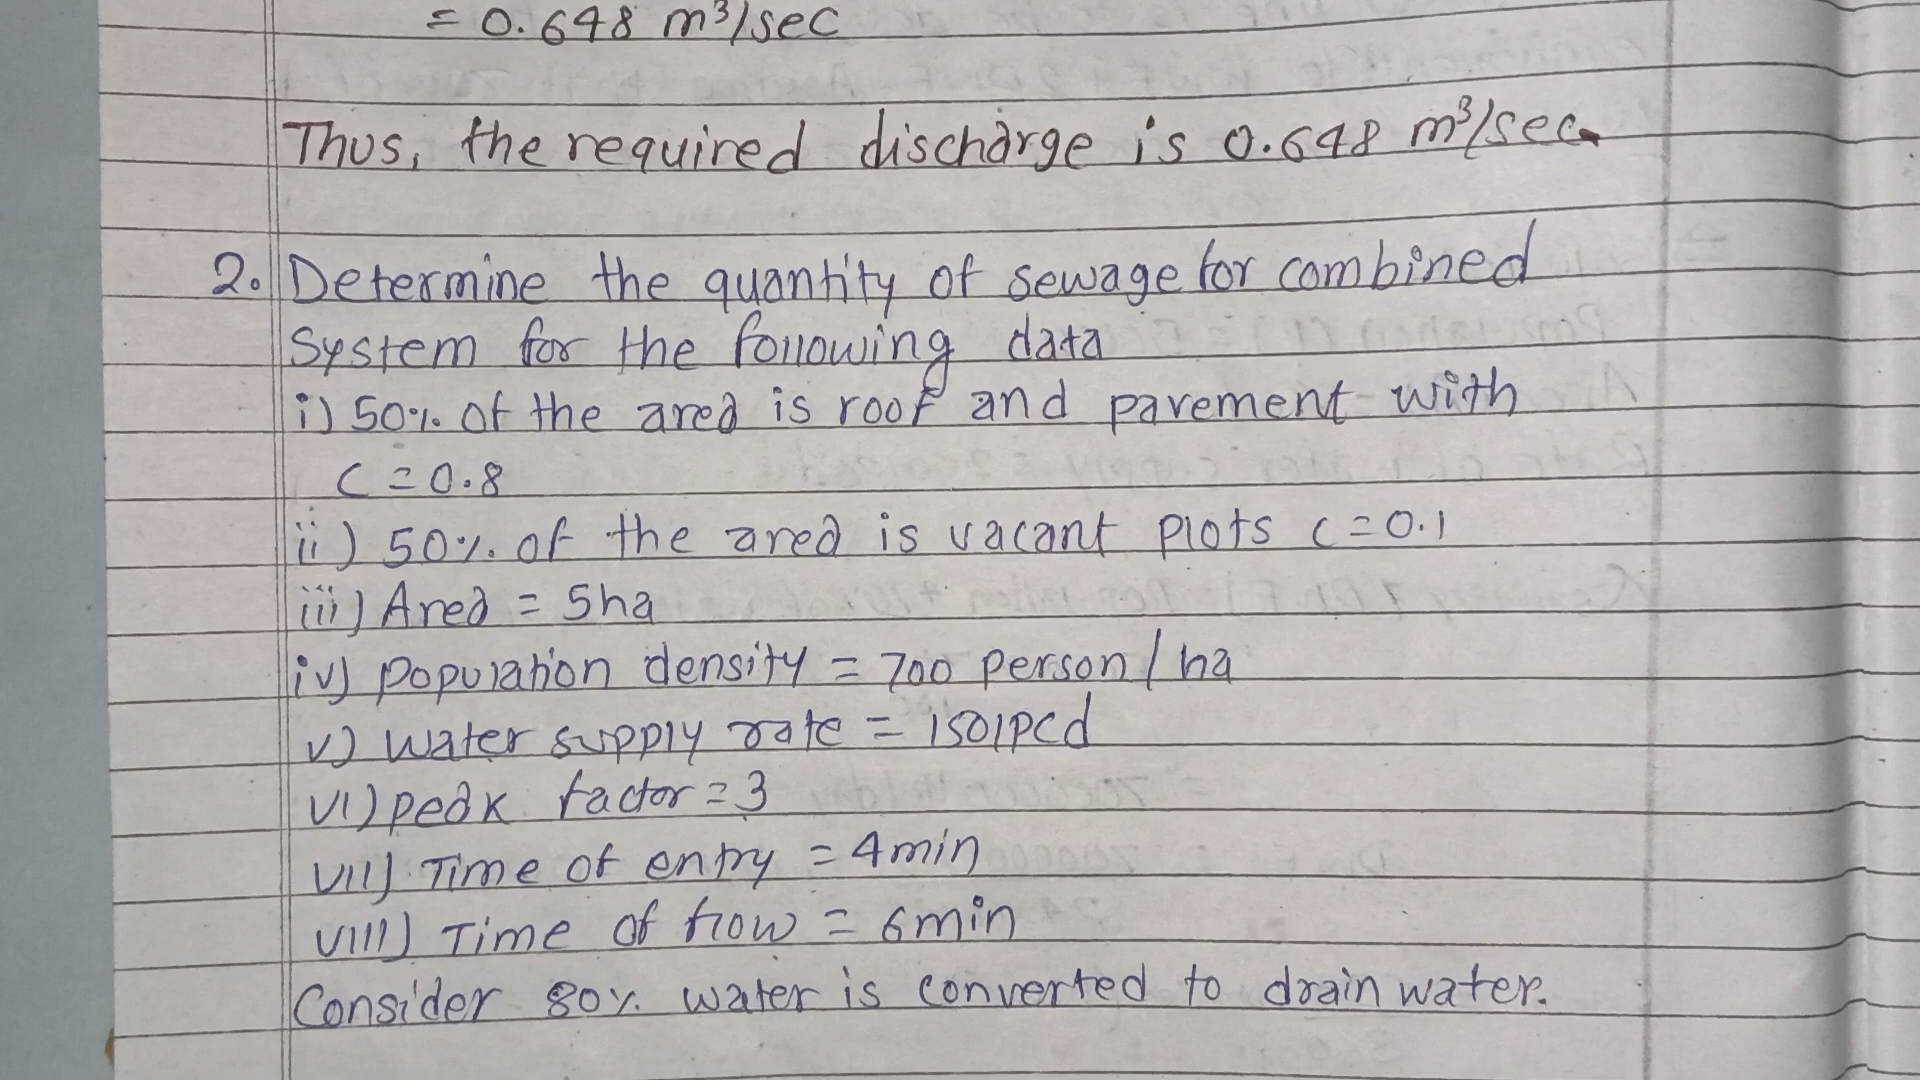 = 0.648 m³/sec
Thus, the required discharge is 0.648 m³/sec.
2. Determine the quantity of sewage for combined
System for the following data
i) 50% of the area is roof and pavement with
C = 0.8
ii) 50% of the area is vacant plots C = 0.1
iii) Area = 5ha
iv) Population density = 700 person / ha
v) Water supply rate = 150lpcd
vi) Peak factor = 3
vii) Time of entry = 4min
viii) Time of flow = 6min
Consider 80% water is converted to drain water.